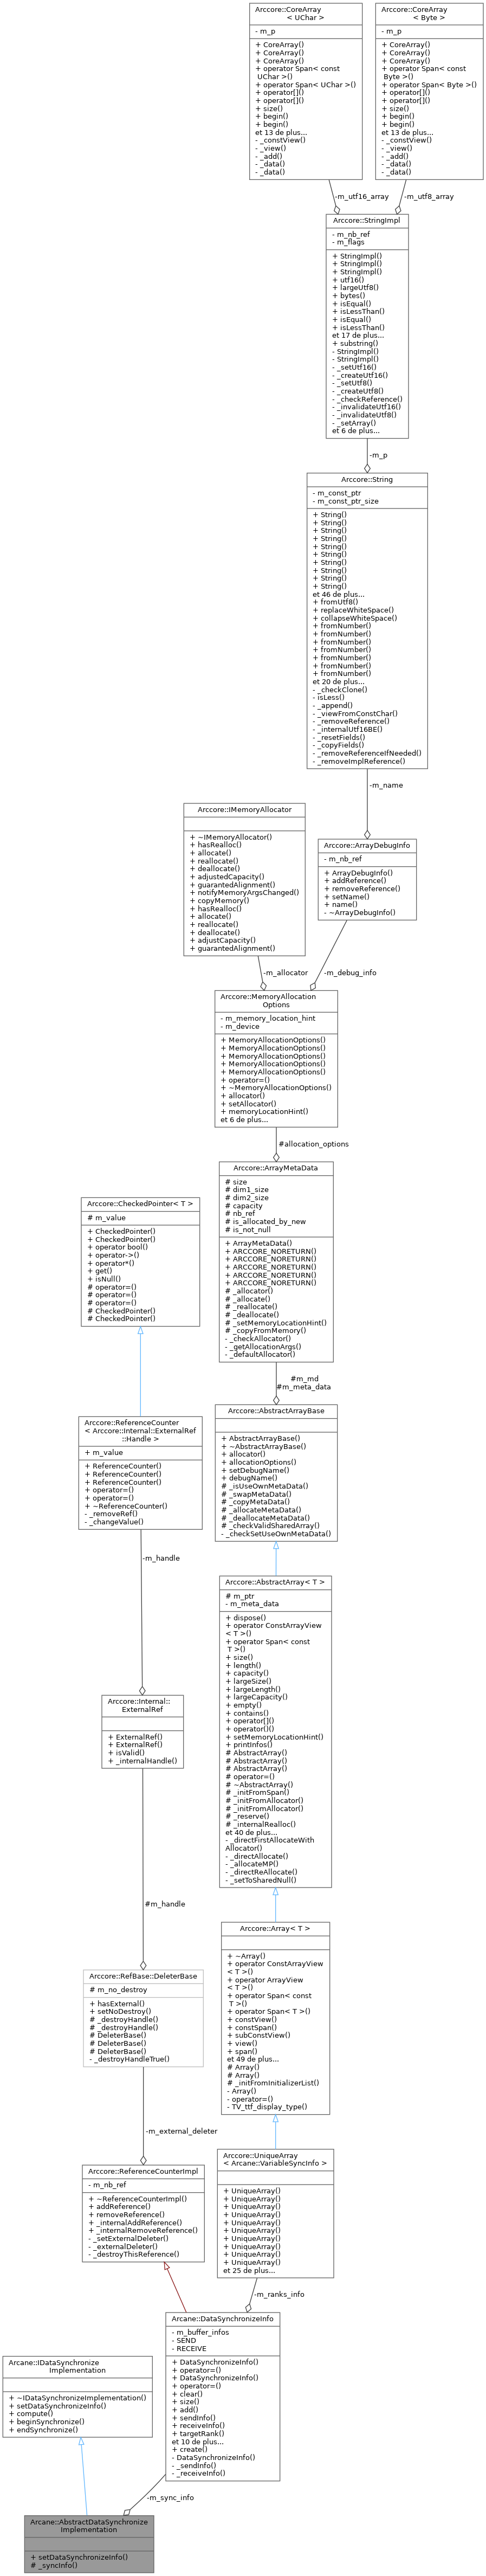 Arccore::CoreArray
< UChar >
- m_p
+ CoreArray()
+ CoreArray()
+ CoreArray()
+ operator Span< const
UChar >()
+ operator Span< UChar >()
+ operator[]()
+ operator[]()
+ size()
+ begin()
+ begin()
et 13 de plus...
- _constView()
- _view()
- _add()
- _data()
- _data()
Arccore::CoreArray
< Byte >
- m_p
+ CoreArray()
+ CoreArray()
+ CoreArray()
+ operator Span< const
Byte >()
+ operator Span< Byte >()
+ operator[]()
+ operator[]()
+ size()
+ begin()
+ begin()
et 13 de plus...
- _constView()
- _view()
- _add()
- _data()
- _data()
-m_utf16_array
-m_utf8_array
Arccore::StringImpl
- m_nb_ref
- m_flags
+ StringImpl()
+ StringImpl()
+ StringImpl()
+ utf16()
+ largeUtf8()
+ bytes()
+ isEqual()
+ isLessThan()
+ isEqual()
+ isLessThan()
et 17 de plus...
+ substring()
- StringImpl()
- StringImpl()
- _setUtf16()
- _createUtf16()
- _setUtf8()
- _createUtf8()
- _checkReference()
- _invalidateUtf16()
- _invalidateUtf8()
- _setArray()
et 6 de plus...
-m_p
Arccore::String
- m_const_ptr
- m_const_ptr_size
+ String()
+ String()
+ String()
+ String()
+ String()
+ String()
+ String()
+ String()
+ String()
+ String()
et 46 de plus...
+ fromUtf8()
+ replaceWhiteSpace()
+ collapseWhiteSpace()
+ fromNumber()
+ fromNumber()
+ fromNumber()
+ fromNumber()
+ fromNumber()
+ fromNumber()
+ fromNumber()
et 20 de plus...
- _checkClone()
- isLess()
- _append()
- _viewFromConstChar()
- _removeReference()
- _internalUtf16BE()
- _resetFields()
- _copyFields()
- _removeReferenceIfNeeded()
- _removeImplReference()
-m_name
Arccore::IMemoryAllocator
+ ~IMemoryAllocator()
+ hasRealloc()
+ allocate()
+ reallocate()
+ deallocate()
+ adjustedCapacity()
+ guarantedAlignment()
+ notifyMemoryArgsChanged()
+ copyMemory()
+ hasRealloc()
+ allocate()
+ reallocate()
+ deallocate()
+ adjustCapacity()
+ guarantedAlignment()
Arccore::ArrayDebugInfo
- m_nb_ref
+ ArrayDebugInfo()
+ addReference()
+ removeReference()
+ setName()
+ name()
- ~ArrayDebugInfo()
-m_allocator
-m_debug_info
Arccore::MemoryAllocation
Options
- m_memory_location_hint
- m_device
+ MemoryAllocationOptions()
+ MemoryAllocationOptions()
+ MemoryAllocationOptions()
+ MemoryAllocationOptions()
+ MemoryAllocationOptions()
+ operator=()
+ ~MemoryAllocationOptions()
+ allocator()
+ setAllocator()
+ memoryLocationHint()
et 6 de plus...
#allocation_options
Arccore::ArrayMetaData
# size
# dim1_size
# dim2_size
# capacity
# nb_ref
# is_allocated_by_new
# is_not_null
+ ArrayMetaData()
+ ARCCORE_NORETURN()
+ ARCCORE_NORETURN()
+ ARCCORE_NORETURN()
+ ARCCORE_NORETURN()
+ ARCCORE_NORETURN()
# _allocator()
# _allocate()
# _reallocate()
# _deallocate()
# _setMemoryLocationHint()
# _copyFromMemory()
- _checkAllocator()
- _getAllocationArgs()
- _defaultAllocator()
Arccore::CheckedPointer< T >
# m_value
+ CheckedPointer()
+ CheckedPointer()
+ operator bool()
+ operator->()
+ operator*()
+ get()
+ isNull()
# operator=()
# operator=()
# operator=()
# CheckedPointer()
# CheckedPointer()
#m_md
#m_meta_data
Arccore::AbstractArrayBase
+ AbstractArrayBase()
+ ~AbstractArrayBase()
+ allocator()
+ allocationOptions()
+ setDebugName()
+ debugName()
# _isUseOwnMetaData()
# _swapMetaData()
# _copyMetaData()
# _allocateMetaData()
# _deallocateMetaData()
# _checkValidSharedArray()
- _checkSetUseOwnMetaData()
Arccore::ReferenceCounter
< Arccore::Internal::ExternalRef
::Handle >
+ m_value
+ ReferenceCounter()
+ ReferenceCounter()
+ ReferenceCounter()
+ operator=()
+ operator=()
+ ~ReferenceCounter()
- _removeRef()
- _changeValue()
-m_handle
Arccore::AbstractArray< T >
# m_ptr
- m_meta_data
+ dispose()
+ operator ConstArrayView
< T >()
+ operator Span< const
T >()
+ size()
+ length()
+ capacity()
+ largeSize()
+ largeLength()
+ largeCapacity()
+ empty()
+ contains()
+ operator[]()
+ operator()()
+ setMemoryLocationHint()
+ printInfos()
# AbstractArray()
# AbstractArray()
# AbstractArray()
# operator=()
# ~AbstractArray()
# _initFromSpan()
# _initFromAllocator()
# _initFromAllocator()
# _reserve()
# _internalRealloc()
et 40 de plus...
- _directFirstAllocateWith
Allocator()
- _directAllocate()
- _allocateMP()
- _directReAllocate()
- _setToSharedNull()
Arccore::Internal::
ExternalRef
+ ExternalRef()
+ ExternalRef()
+ isValid()
+ _internalHandle()
#m_handle
Arccore::Array< T >
+ ~Array()
+ operator ConstArrayView
< T >()
+ operator ArrayView
< T >()
+ operator Span< const
T >()
+ operator Span< T >()
+ constView()
+ constSpan()
+ subConstView()
+ view()
+ span()
et 49 de plus...
# Array()
# Array()
# _initFromInitializerList()
- Array()
- operator=()
- TV_ttf_display_type()
Arccore::RefBase::DeleterBase
# m_no_destroy
+ hasExternal()
+ setNoDestroy()
# _destroyHandle()
# _destroyHandle()
# DeleterBase()
# DeleterBase()
# DeleterBase()
- _destroyHandleTrue()
-m_external_deleter
Arccore::UniqueArray
< Arcane::VariableSyncInfo >
+ UniqueArray()
+ UniqueArray()
+ UniqueArray()
+ UniqueArray()
+ UniqueArray()
+ UniqueArray()
+ UniqueArray()
+ UniqueArray()
+ UniqueArray()
+ UniqueArray()
et 25 de plus...
Arccore::ReferenceCounterImpl
- m_nb_ref
+ ~ReferenceCounterImpl()
+ addReference()
+ removeReference()
+ _internalAddReference()
+ _internalRemoveReference()
- _setExternalDeleter()
- _externalDeleter()
- _destroyThisReference()
-m_ranks_info
Arcane::DataSynchronizeInfo
- m_buffer_infos
- SEND
- RECEIVE
+ DataSynchronizeInfo()
+ operator=()
+ DataSynchronizeInfo()
+ operator=()
+ clear()
+ size()
+ add()
+ sendInfo()
+ receiveInfo()
+ targetRank()
et 10 de plus...
+ create()
- DataSynchronizeInfo()
- _sendInfo()
- _receiveInfo()
Arcane::IDataSynchronize
Implementation
+ ~IDataSynchronizeImplementation()
+ setDataSynchronizeInfo()
+ compute()
+ beginSynchronize()
+ endSynchronize()
-m_sync_info
Arcane::AbstractDataSynchronize
Implementation
+ setDataSynchronizeInfo()
# _syncInfo()